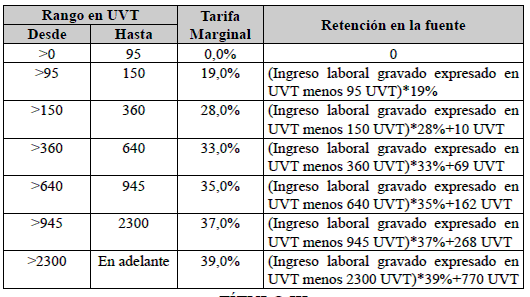 Rango en UVT Tarifa Marginal Retención en la fuente
Desde Hasta
>0 95 0,0% 0
>95 150 19,0% (Ingreso laboral gravado expresado en
UVT menos 95 UVT)*19%
>150 360 28,0% (Ingreso laboral gravado expresado en
UVT menos 150 UVT)*28%+10 UVT
>360 640 33,0% (Ingreso laboral gravado expresado en
UVT menos 360 UVT)*33%+69 UVT
>640 945 35,0% (Ingreso laboral gravado expresado en
UVT menos 640 UVT)*35%+162 UVT
>945 2300 37,0% (Ingreso laboral gravado expresado en
UVT menos 945 UVT)*37%+268 UVT
>2300 En adelante 39,0% (Ingreso laboral gravado expresado en
UVT menos 2300 UVT)*39%+770 UVT